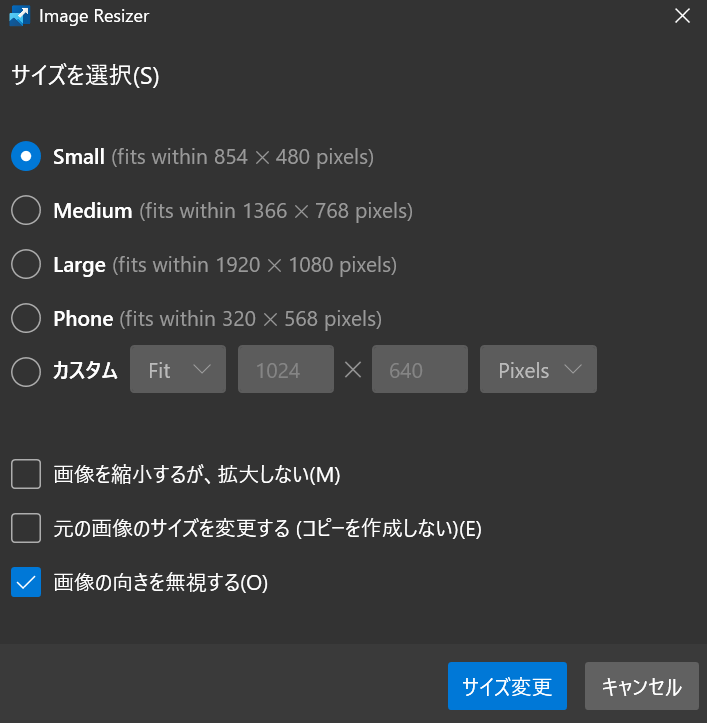 Image Resizer
サイズを選択(S)
Small (fits within 854 × 480 pixels)
Medium (fits within 1366 × 768 pixels)
Large (fits within 1920 × 1080 pixels)
Phone (fits within 320 × 568 pixels)
カスタム Fit 1024 × 640 Pixels
画像を縮小するが、拡大しない(M)
元の画像のサイズを変更する (コピーを作成しない)(E)
画像の向きを無視する(O)
サイズ変更 キャンセル